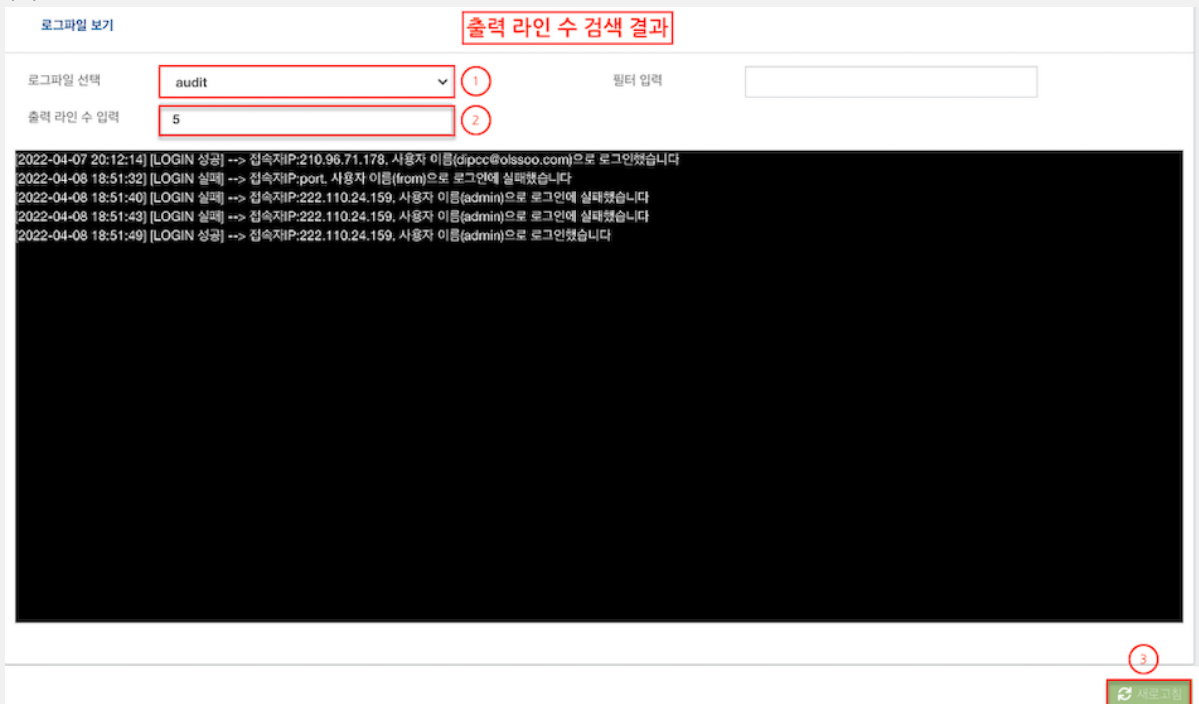 로그파일 보기
출력 라인 수 검색 결과
로그파일 선택
audit
1
필터 입력
출력 라인 수 입력
5
2
[2022-04-07 20:12:14] [LOGIN 성공] --> 접속자IP:210.96.71.178, 사용자 이름(dipcc@olssoo.com)으로 로그인했습니다
[2022-04-08 18:51:32] [LOGIN 실패] --> 접속자IP:port, 사용자 이름(from)으로 로그인에 실패했습니다
[2022-04-08 18:51:40] [LOGIN 실패] --> 접속자IP:222.110.24.159, 사용자 이름(admin)으로 로그인에 실패했습니다
[2022-04-08 18:51:43] [LOGIN 실패] --> 접속자IP:222.110.24.159, 사용자 이름(admin)으로 로그인에 실패했습니다
[2022-04-08 18:51:49] [LOGIN 성공] --> 접속자IP:222.110.24.159, 사용자 이름(admin)으로 로그인했습니다
3
새로고침